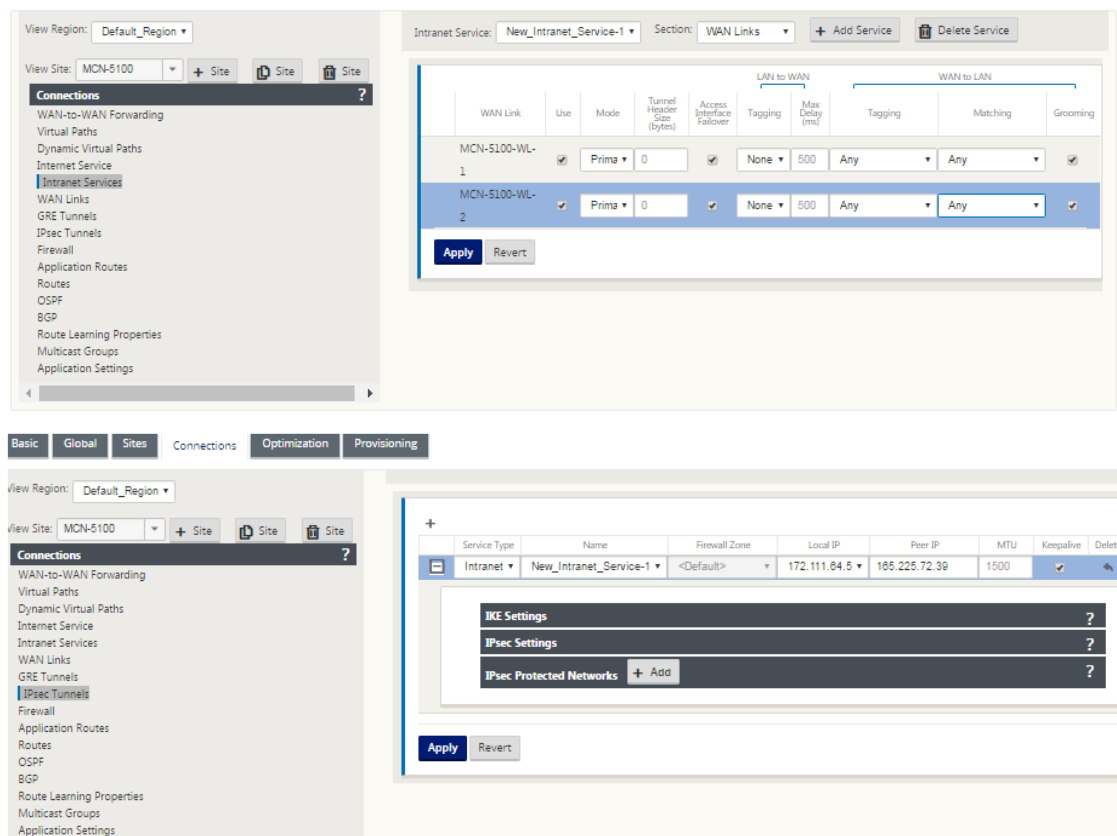 View Region: Default_Region
View Site: MCN-5100 + Site Site Site
Connections ?
WAN-to-WAN Forwarding
Virtual Paths
Dynamic Virtual Paths
Internet Service
Intranet Services
WAN Links
GRE Tunnels
IPsec Tunnels
Firewall
Application Routes
Routes
OSPF
BGP
Route Learning Properties
Multicast Groups
Application Settings
Intranet Service: New_Intranet_Service-1 Section: WAN Links + Add Service Delete Service
LAN to WAN WAN to LAN
WAN Link Use Mode Tunnel Header Size (bytes) Access Interface Failover Tagging Max Delay (ms) Tagging Matching Grooming
MCN-5100-WL-
1 Prima 0 None 500 Any Any
MCN-5100-WL-
2 Prima 0 None 500 Any Any
Apply Revert
Basic Global Sites Connections Optimization Provisioning
View Region: Default_Region
View Site: MCN-5100 + Site Site Site
Connections ?
WAN-to-WAN Forwarding
Virtual Paths
Dynamic Virtual Paths
Internet Service
Intranet Services
WAN Links
GRE Tunnels
IPsec Tunnels
Firewall
Application Routes
Routes
OSPF
BGP
Route Learning Properties
Multicast Groups
Application Settings
+
Service Type Name Firewall Zone Local IP Peer IP MTU Keepalive Delet
Intranet New_Intranet_Service-1 <Default> 172.111.64.5 165.225.72.39 1500
IKE Settings ?
IPsec Settings ?
IPsec Protected Networks + Add ?
Apply Revert